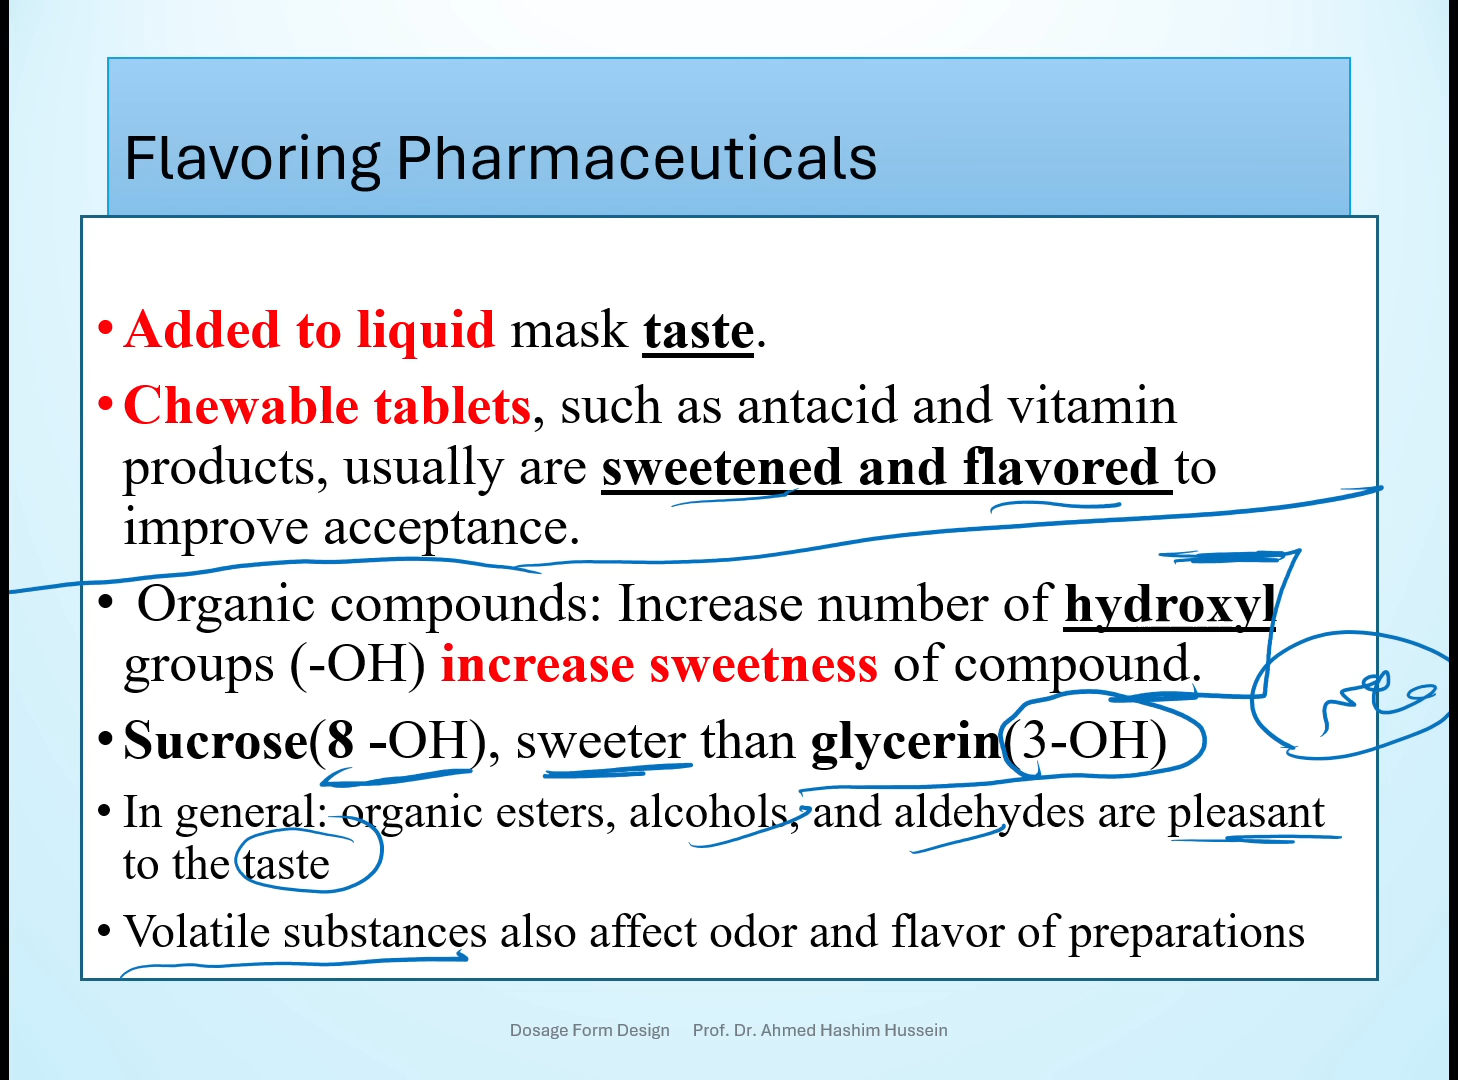 Flavoring Pharmaceuticals
• Added to liquid mask taste.
• Chewable tablets, such as antacid and vitamin
products, usually are sweetened and flavored to
improve acceptance.
• Organic compounds: Increase number of hydroxyl
groups (-OH) increase sweetness of compound.
• Sucrose(8 -OH), sweeter than glycerin(3-OH)
• In general: organic esters, alcohols, and aldehydes are pleasant
to the taste
• Volatile substances also affect odor and flavor of preparations
Dosage Form Design Prof. Dr. Ahmed Hashim Hussein